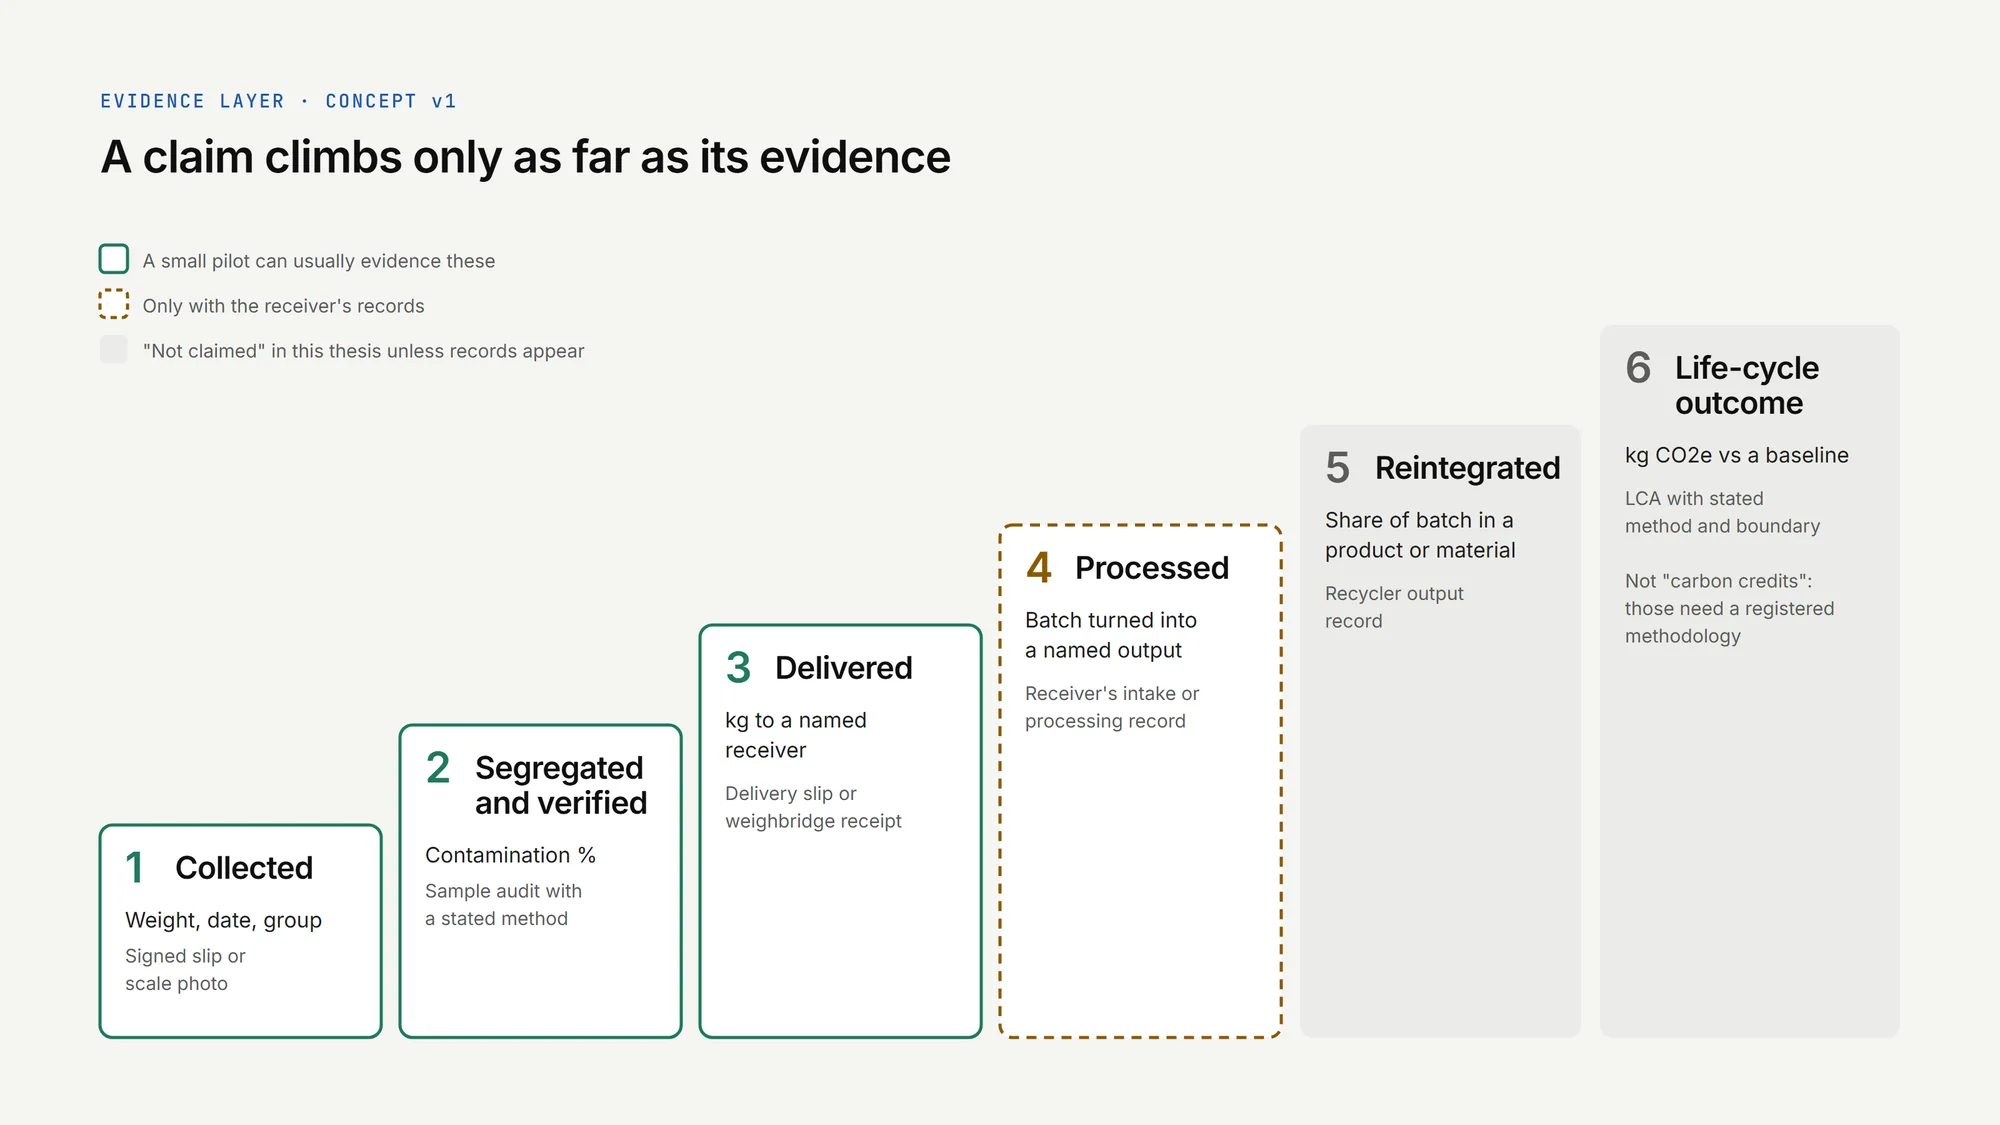 EVIDENCE LAYER · CONCEPT v1
A claim climbs only as far as its evidence
A small pilot can usually evidence these
Only with the receiver's records
"Not claimed" in this thesis unless records appear
1 Collected
Weight, date, group
Signed slip or
scale photo
2 Segregated
and verified
Contamination %
Sample audit with
a stated method
3 Delivered
kg to a named
receiver
Delivery slip or
weighbridge receipt
4 Processed
Batch turned into
a named output
Receiver's intake or
processing record
5 Reintegrated
Share of batch in a
product or material
Recycler output
record
6 Life-cycle
outcome
kg CO2e vs a baseline
LCA with stated
method and boundary
Not "carbon credits":
those need a registered
methodology